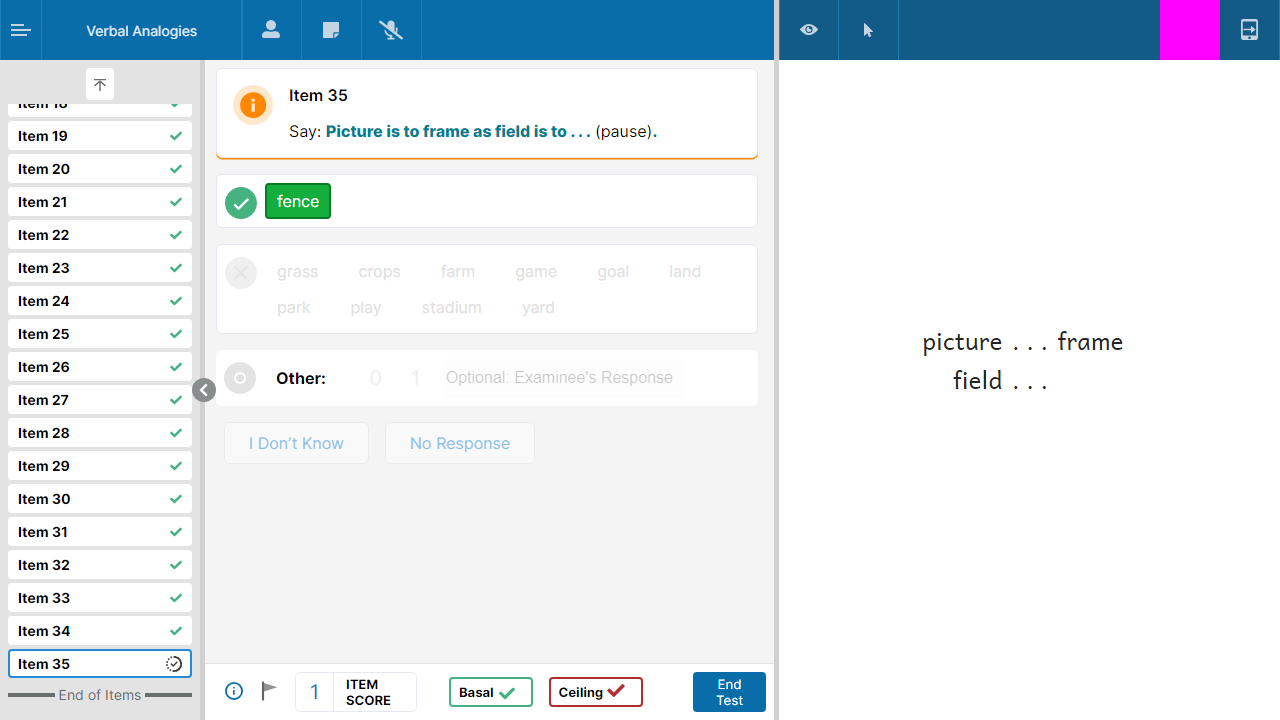 Verbal Analogies
Item 18
Item 19
Item 20
Item 21
Item 22
Item 23
Item 24
Item 25
Item 26
Item 27
Item 28
Item 29
Item 30
Item 31
Item 32
Item 33
Item 34
Item 35
End of Items
Item 35
Say: Picture is to frame as field is to . . . (pause).
fence
grass crops farm game goal land
park play stadium yard
Other: 0 1 Optional: Examinee's Response
I Don't Know No Response
1 ITEM SCORE
Basal
Ceiling
End Test
picture . . . frame
field . . .